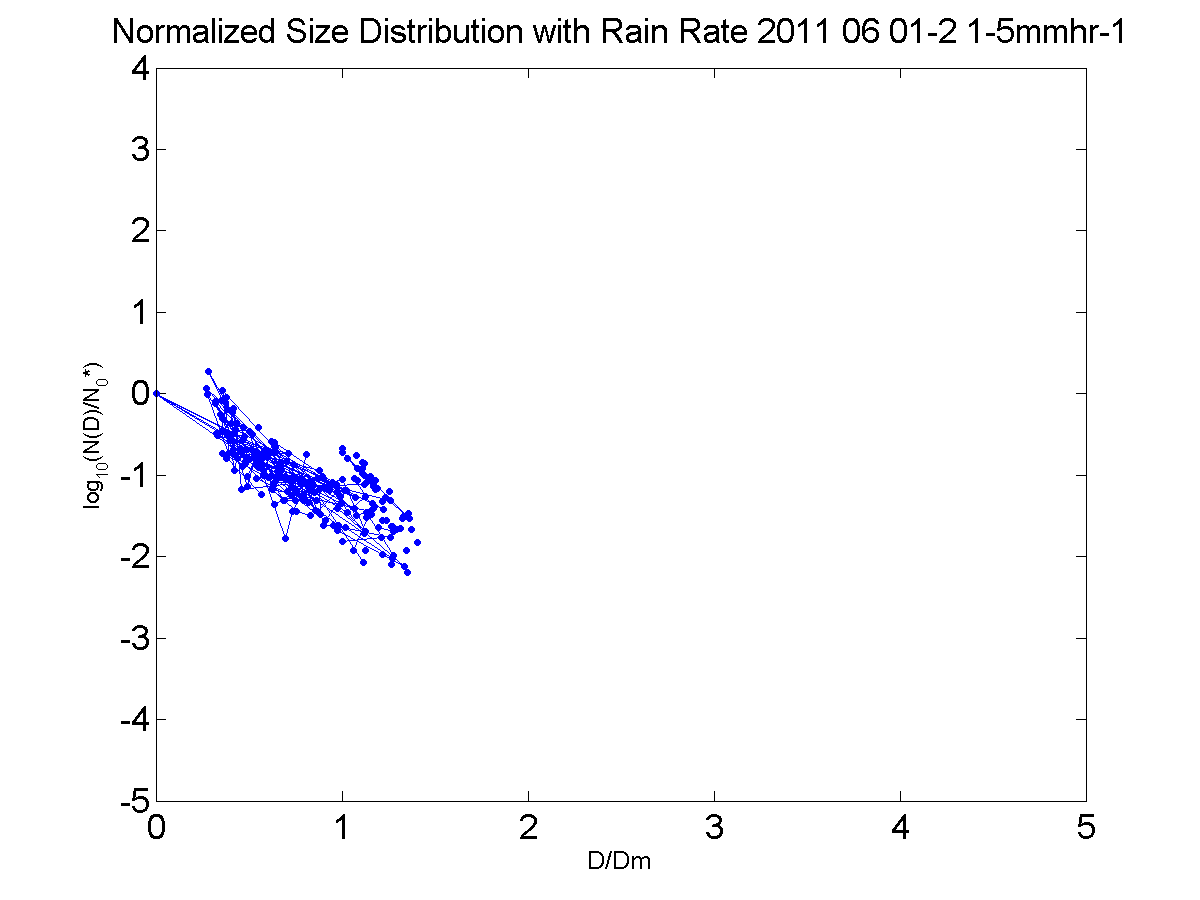 Normalized Size Distribution with Rain Rate 2011 06 01-2 1-5mmhr-1
4
3
2
1
0
-1
-2
-3
-4
-5
log10(N(D)/N0*)
0 1 2 3 4 5
D/Dm